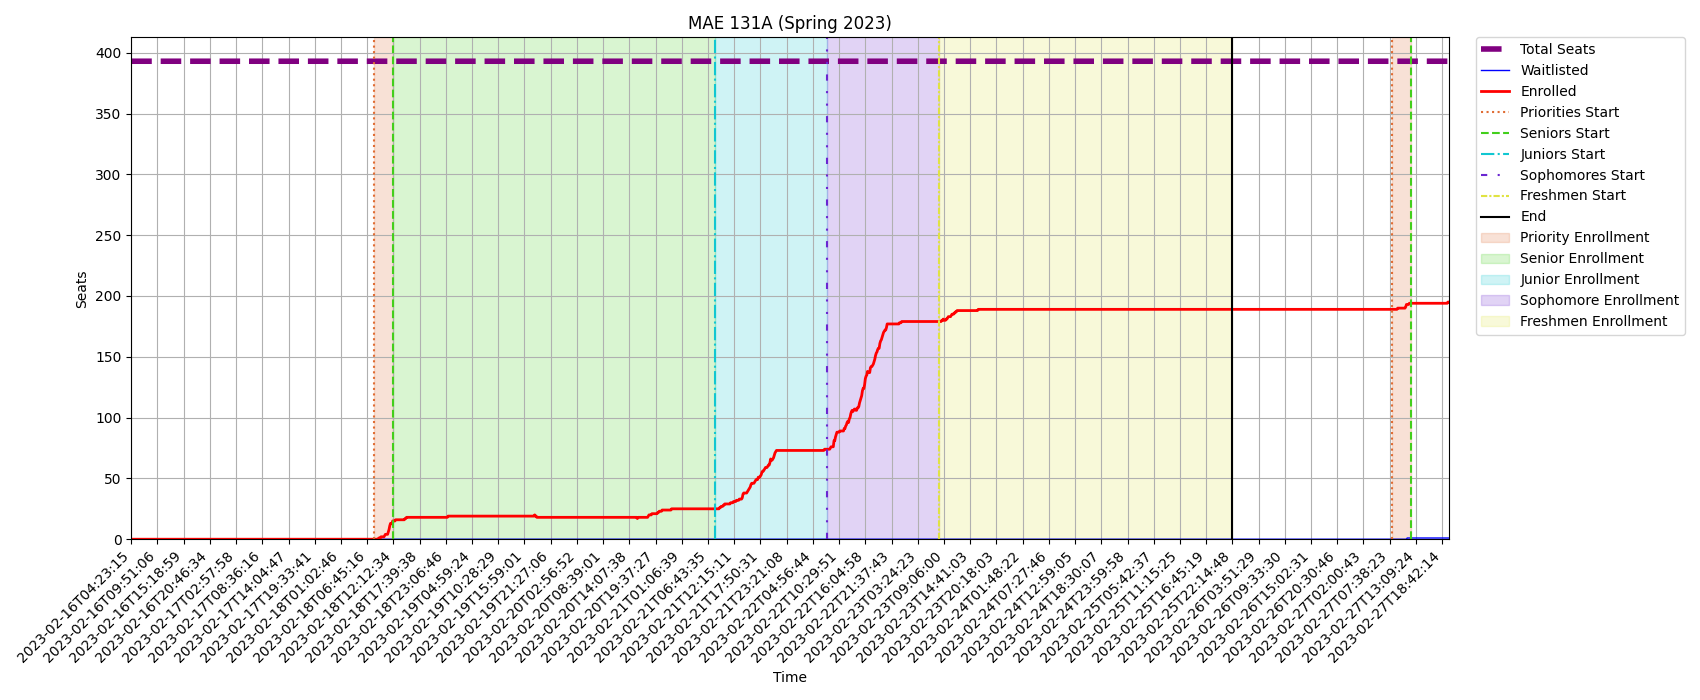 MAE 131A (Spring 2023)
400
350
300
250
200
150
100
50
0
Seats
2023-02-16T04:23:15
2023-02-16T09:51:06
2023-02-16T15:18:59
2023-02-16T20:46:34
2023-02-17T02:57:58
2023-02-17T08:36:16
2023-02-17T14:04:47
2023-02-17T19:33:41
2023-02-18T01:02:46
2023-02-18T06:45:16
2023-02-18T12:12:34
2023-02-18T17:39:38
2023-02-18T23:06:46
2023-02-19T04:59:24
2023-02-19T10:28:29
2023-02-19T15:59:01
2023-02-19T21:27:06
2023-02-20T02:56:52
2023-02-20T08:39:01
2023-02-20T14:07:38
2023-02-20T19:37:27
2023-02-21T01:06:39
2023-02-21T06:43:35
2023-02-21T12:15:11
2023-02-21T17:50:31
2023-02-21T23:21:08
2023-02-22T04:56:44
2023-02-22T10:29:51
2023-02-22T16:04:58
2023-02-22T21:37:43
2023-02-23T03:24:23
2023-02-23T09:06:00
2023-02-23T14:41:03
2023-02-23T20:18:03
2023-02-24T01:48:22
2023-02-24T07:27:46
2023-02-24T12:59:05
2023-02-24T18:30:07
2023-02-24T23:59:58
2023-02-25T05:42:37
2023-02-25T11:15:25
2023-02-25T16:45:19
2023-02-25T22:14:48
2023-02-26T03:51:29
2023-02-26T09:33:30
2023-02-26T15:02:31
2023-02-26T20:30:46
2023-02-27T02:00:43
2023-02-27T07:38:23
2023-02-27T13:09:24
2023-02-27T18:42:14
Time
Total Seats
Waitlisted
Enrolled
Priorities Start
Seniors Start
Juniors Start
Sophomores Start
Freshmen Start
End
Priority Enrollment
Senior Enrollment
Junior Enrollment
Sophomore Enrollment
Freshmen Enrollment